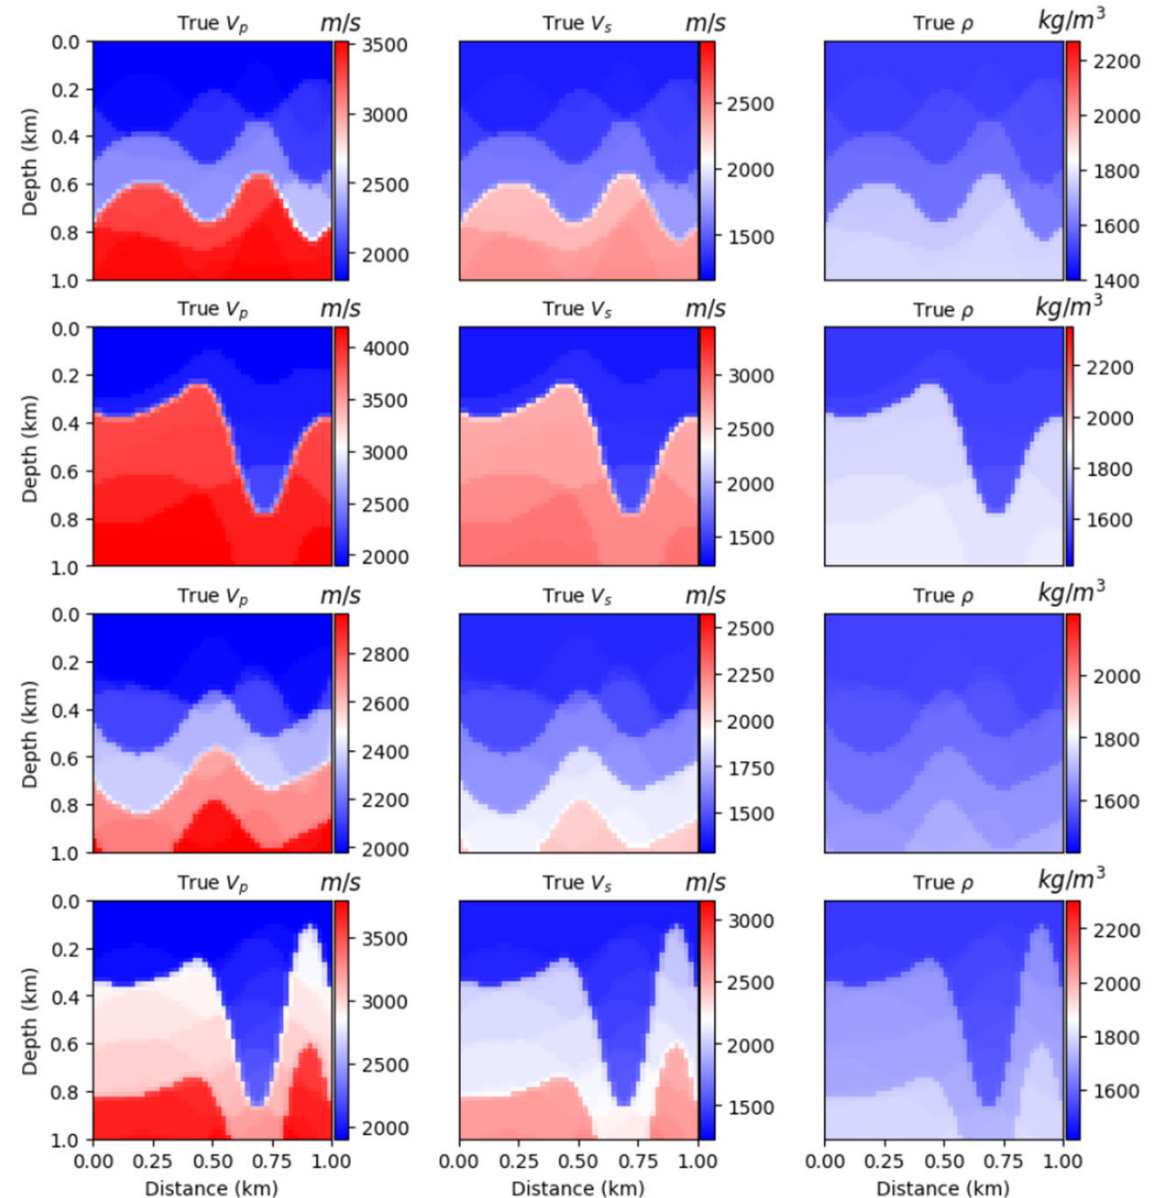 True Vp m/s True Vs m/s True ρ kg/m³
0.0 0.2 0.4 0.6 0.8 1.0
Depth (km)
3500 3000 2500 2000
2500 2000 1500
2200 2000 1800 1600 1400
True Vp m/s True Vs m/s True ρ kg/m³
0.0 0.2 0.4 0.6 0.8 1.0
Depth (km)
4000 3500 3000 2500 2000
3000 2500 2000 1500
2200 2000 1800 1600
True Vp m/s True Vs m/s True ρ kg/m³
0.0 0.2 0.4 0.6 0.8 1.0
Depth (km)
2800 2600 2400 2200 2000
2500 2250 2000 1750 1500
2000 1800 1600
True Vp m/s True Vs m/s True ρ kg/m³
0.0 0.2 0.4 0.6 0.8 1.0
Depth (km)
3500 3000 2500 2000
3000 2500 2000 1500
2200 2000 1800 1600
0.00 0.25 0.50 0.75 1.00 0.00 0.25 0.50 0.75 1.00 0.00 0.25 0.50 0.75 1.00
Distance (km) Distance (km) Distance (km)